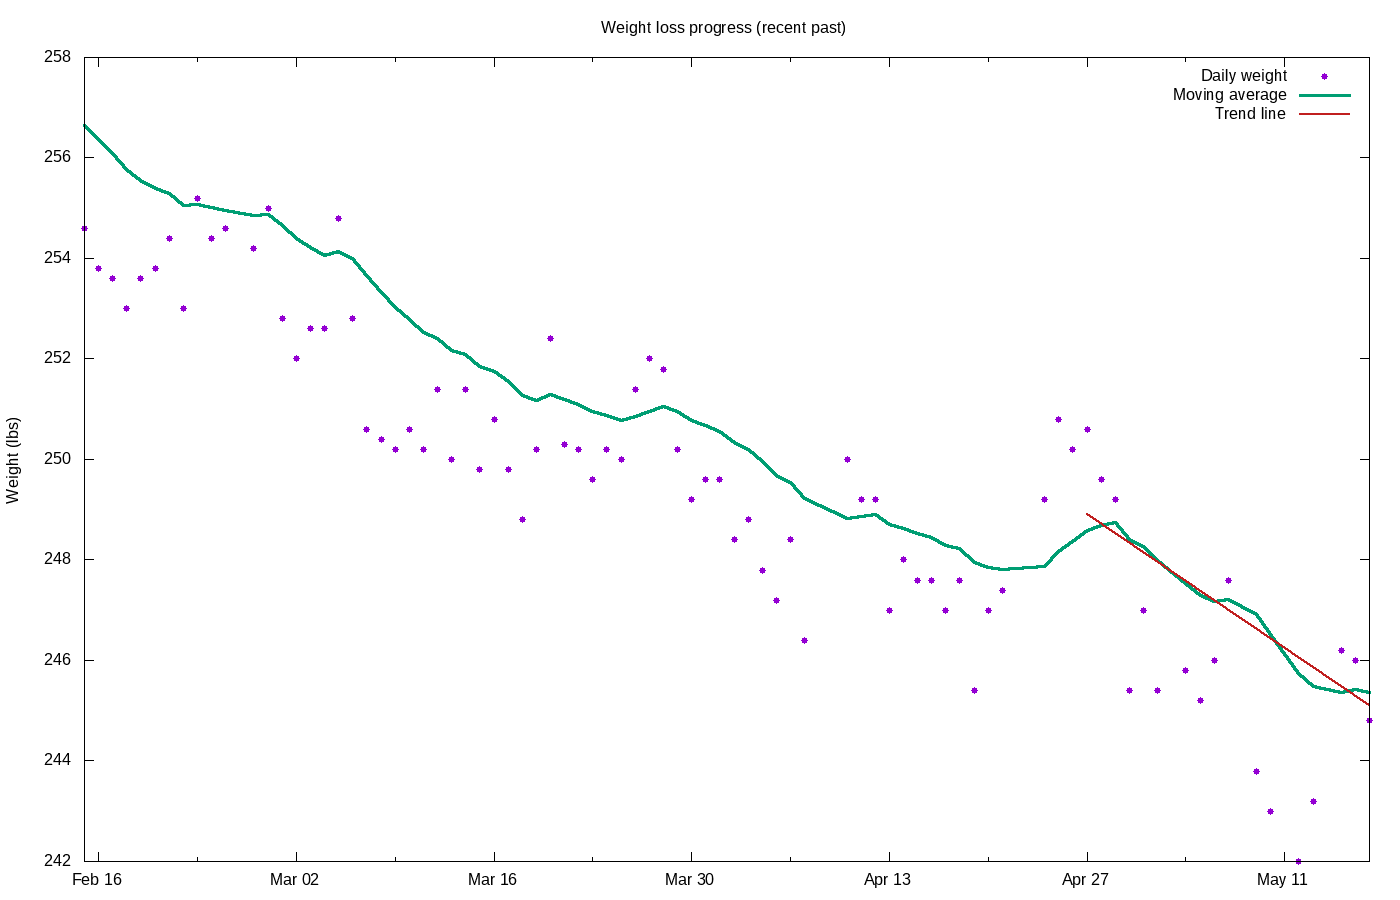 Weight loss progress (recent past)
258
256
254
252
250
248
246
244
242
Weight (lbs)
Daily weight
Moving average
Trend line
Feb 16
Mar 02
Mar 16
Mar 30
Apr 13
Apr 27
May 11